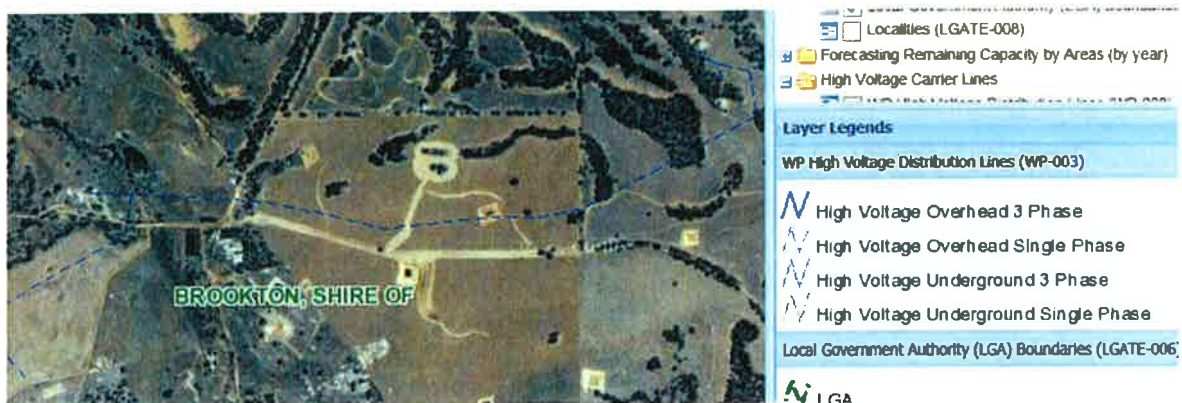 Localities (LGATE-008)
Forecasting Remaining Capacity by Areas (by year)
High Voltage Carrier Lines
Layer Legends
WP High Voltage Distribution Lines (WP-003)
High Voltage Overhead 3 Phase
High Voltage Overhead Single Phase
High Voltage Underground 3 Phase
High Voltage Underground Single Phase
Local Government Authority (LGA) Boundaries (LGATE-006)
LGA
BROOKTON, SHIRE OF